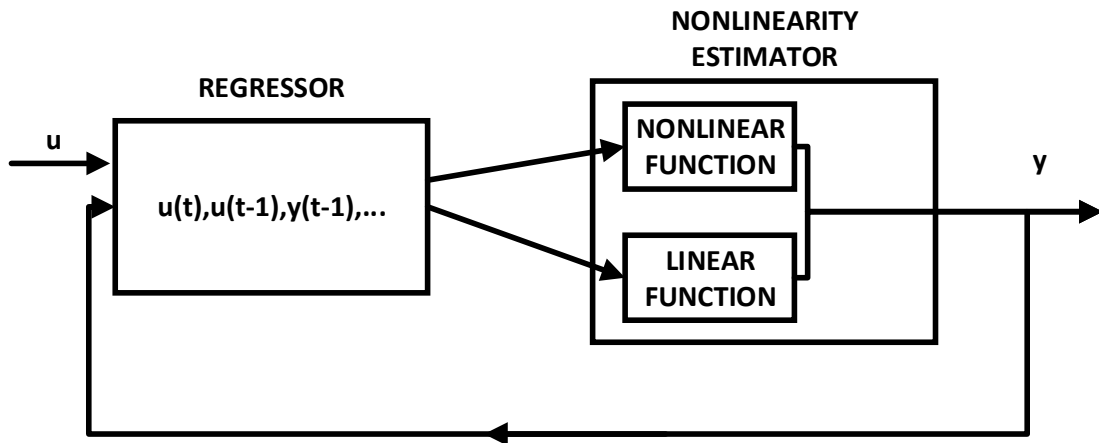 NONLINEARITY
ESTIMATOR
REGRESSOR
u
u(t),u(t-1),y(t-1),...
NONLINEAR
FUNCTION
LINEAR
FUNCTION
y